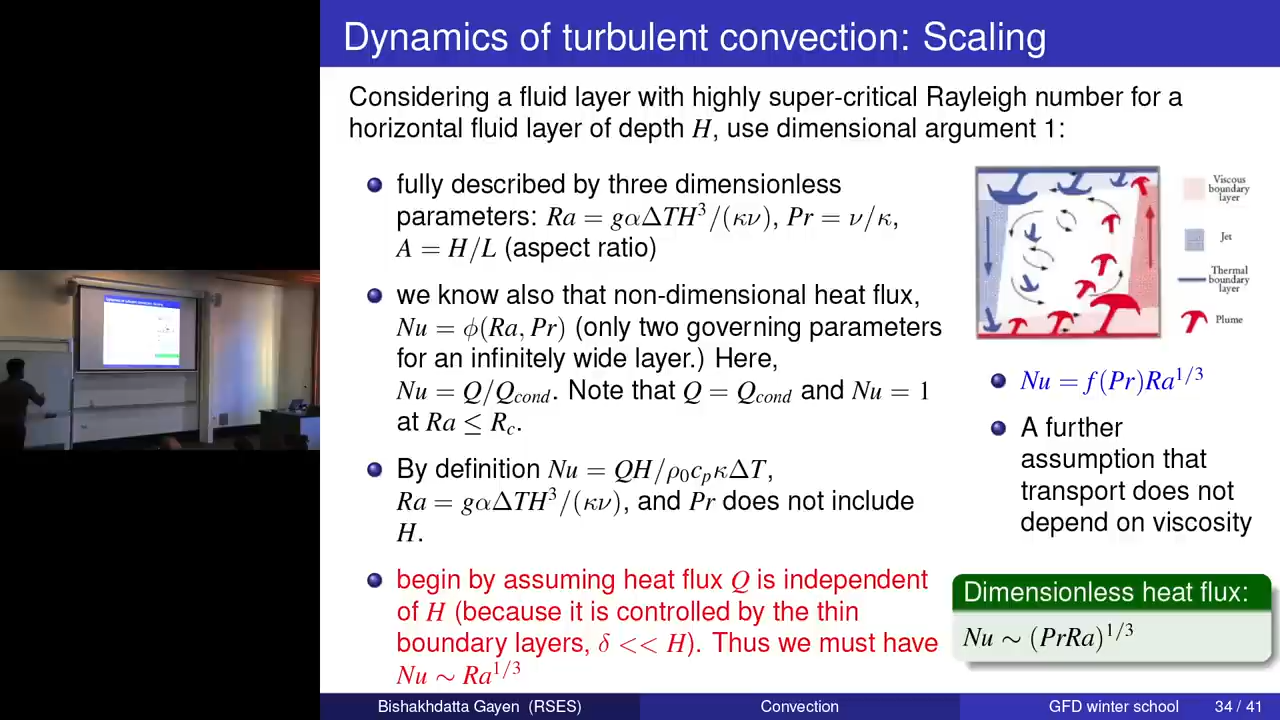 Dynamics of turbulent convection: Scaling
Considering a fluid layer with highly super-critical Rayleigh number for a
horizontal fluid layer of depth H, use dimensional argument 1:
fully described by three dimensionless
parameters: Ra = gαΔTH³/(κν), Pr = ν/κ,
A = H/L (aspect ratio)
we know also that non-dimensional heat flux,
Nu = ϕ(Ra, Pr) (only two governing parameters
for an infinitely wide layer.) Here,
Nu = Q/Q_cond. Note that Q = Q_cond and Nu = 1
at Ra ≤ R_c.
By definition Nu = QH/ρ₀c_pκΔT,
Ra = gαΔTH³/(κν), and Pr does not include
H.
begin by assuming heat flux Q is independent
of H (because it is controlled by the thin
boundary layers, δ << H). Thus we must have
Nu ∼ Ra^1/3
Viscous
boundary
layer
Jet
Thermal
boundary
layer
Plume
Nu = f(Pr)Ra^1/3
A further
assumption that
transport does not
depend on viscosity
Dimensionless heat flux:
Nu ∼ (PrRa)^1/3
Bishakhdatta Gayen (RSES)
Convection
GFD winter school
34 / 41